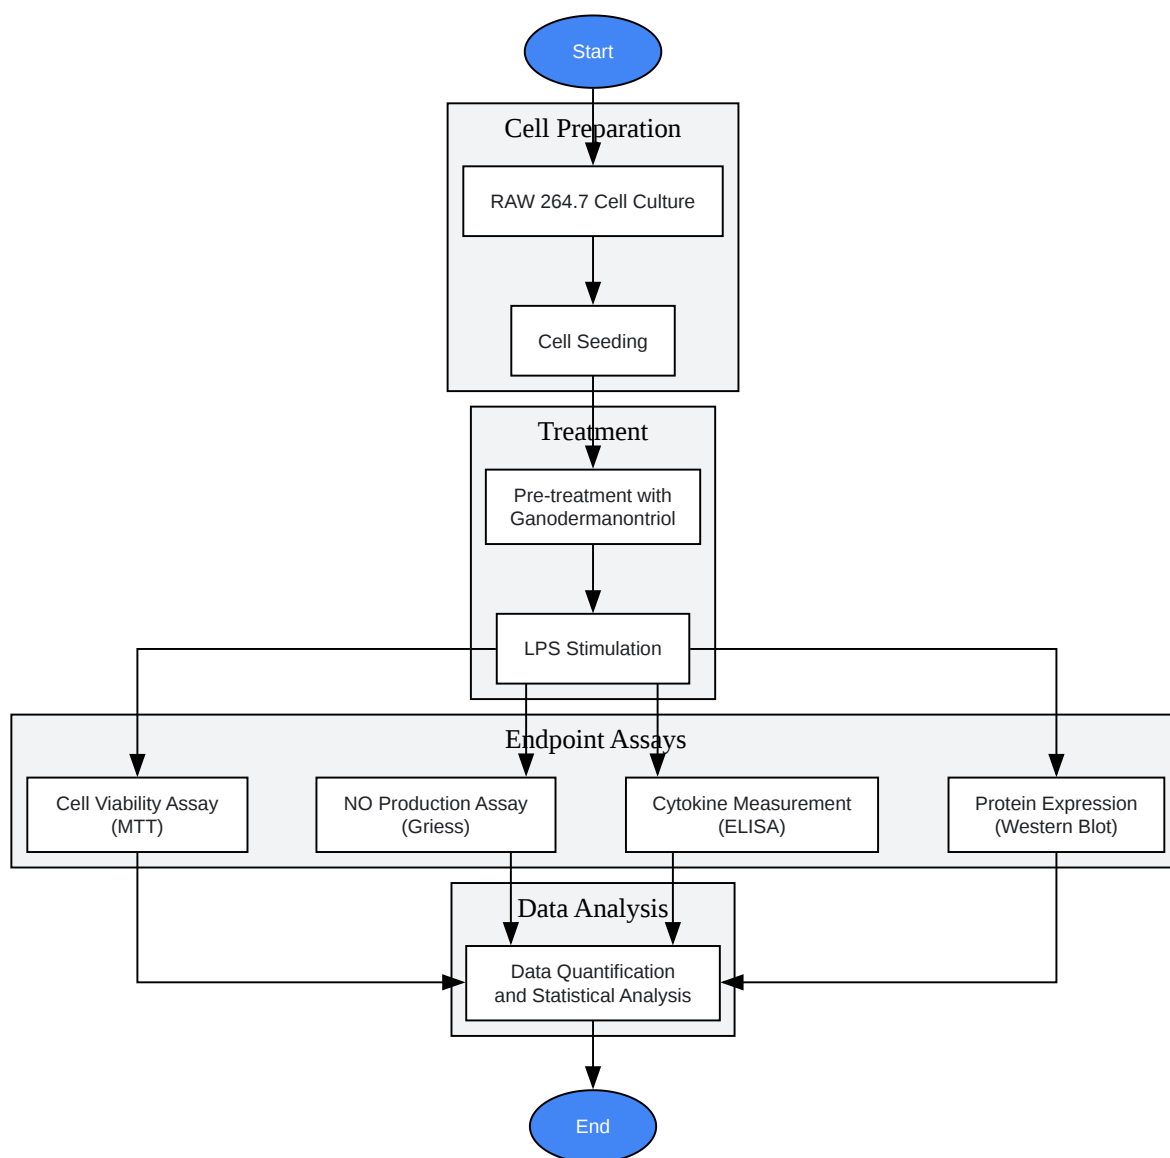 Start
Cell Preparation
RAW 264.7 Cell Culture
Cell Seeding
Treatment
Pre-treatment with
Ganodermanontriol
LPS Stimulation
Endpoint Assays
Cell Viability Assay
(MTT)
NO Production Assay
(Griess)
Cytokine Measurement
(ELISA)
Protein Expression
(Western Blot)
Data Analysis
Data Quantification
and Statistical Analysis
End